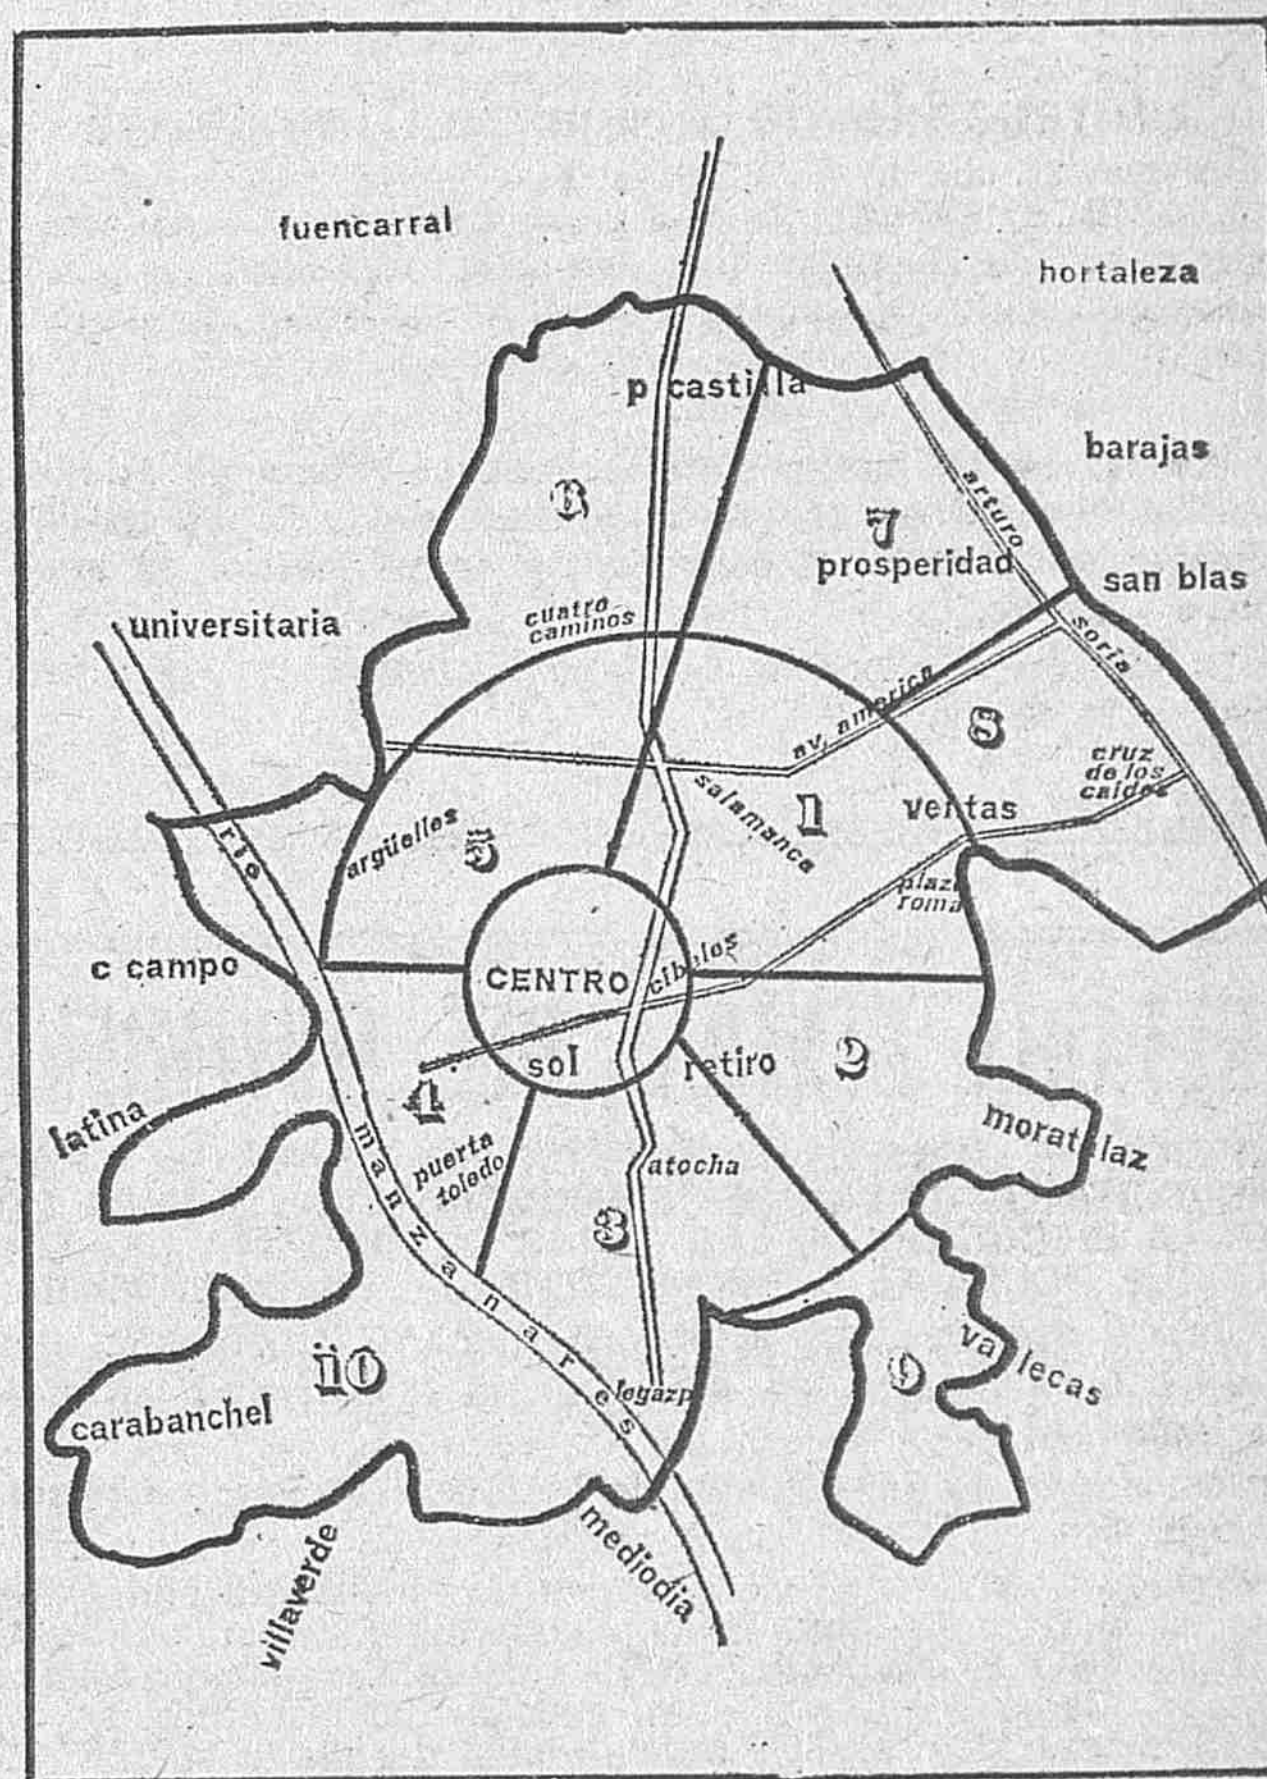 fuencarral
hortaleza
p castilla
barajas
6
arturo
7
prosperidad
san blas
cuatro
caminos
universitaria
soria
av. america
8
cruz
de los
caidos
salamanca
1
ventas
argüelles
5
rio
plaza
roma
c campo
CENTRO
cibeles
sol
retiro
2
4
latina
moratalaz
manzanares
puerta
toledo
atocha
3
vallecas
10
9
legazpi
carabanchel
mediodia
villaverde